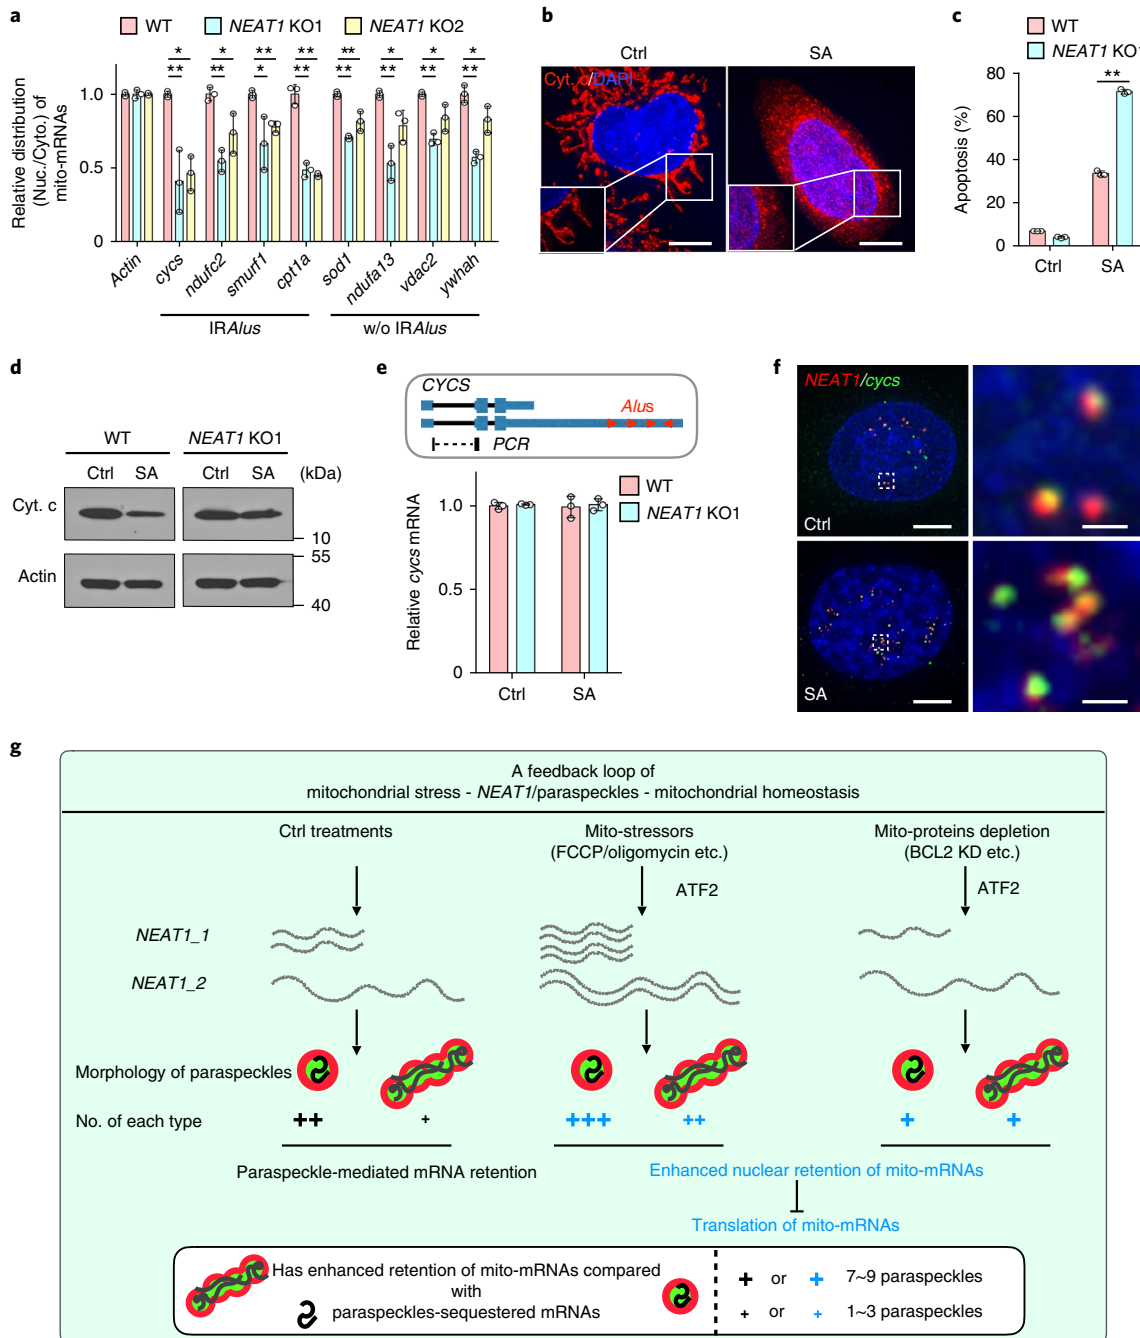 a
WT
NEAT1 KO1
NEAT1 KO2
Relative distribution
(Nuc./Cyto.) of
mito-mRNAs
1.0
0.5
0
* * ** ** ** * * *
** ** * ** ** ** ** **
Actin
cycs
ndufc2
smurf1
cpt1a
sod1
ndufa13
vdac2
ywhah
IRAlus
w/o IRAlus
b
Ctrl
SA
Cyt. c/DAPI
c
WT
NEAT1 KO1
Apoptosis (%)
80
60
40
20
0
**
Ctrl
SA
d
WT
NEAT1 KO1
Ctrl
SA
Ctrl
SA
(kDa)
Cyt. c
10
55
Actin
40
e
CYCS
Alus
PCR
WT
NEAT1 KO1
Relative cycs mRNA
1.0
0.5
0
Ctrl
SA
f
NEAT1/cycs
Ctrl
SA
g
A feedback loop of
mitochondrial stress - NEAT1/paraspeckles - mitochondrial homeostasis
Ctrl treatments
Mito-stressors
(FCCP/oligomycin etc.)
Mito-proteins depletion
(BCL2 KD etc.)
ATF2
ATF2
NEAT1_1
NEAT1_2
Morphology of paraspeckles
No. of each type
++
+
+++
++
+
+
Paraspeckle-mediated mRNA retention
Enhanced nuclear retention of mito-mRNAs
Translation of mito-mRNAs
Has enhanced retention of mito-mRNAs compared
with
paraspeckles-sequestered mRNAs
+ or + 7~9 paraspeckles
+ or + 1~3 paraspeckles